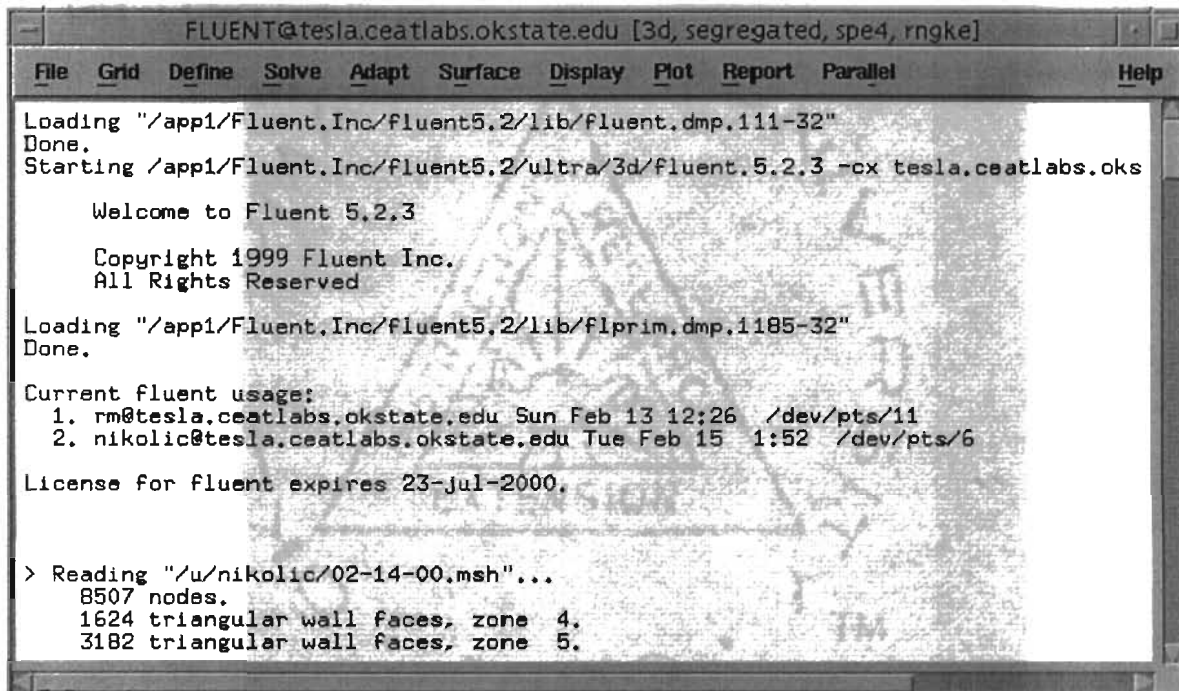 FLUENT@tesla.ceatlabs.okstate.edu [3d, segregated, spe4, rngke]
File Grid Define Solve Adapt Surface Display Plot Report Parallel Help
Loading "/app1/Fluent.Inc/fluent5.2/lib/fluent.dmp.111-32"
Done.
Starting /app1/Fluent.Inc/fluent5.2/ultra/3d/fluent.5.2.3 -cx tesla.ceatlabs.oks
Welcome to Fluent 5.2.3
Copyright 1999 Fluent Inc.
All Rights Reserved
Loading "/app1/Fluent.Inc/fluent5.2/lib/flprim.dmp.1185-32"
Done.
Current fluent usage:
1. rm@tesla.ceatlabs.okstate.edu Sun Feb 13 12:26 /dev/pts/11
2. nikolic@tesla.ceatlabs.okstate.edu Tue Feb 15 1:52 /dev/pts/6
License for fluent expires 23-jul-2000.
EXTENSION
> Reading "/u/nikolic/02-14-00.msh"...
8507 nodes.
1624 triangular wall faces, zone 4.
3182 triangular wall faces, zone 5.
TM